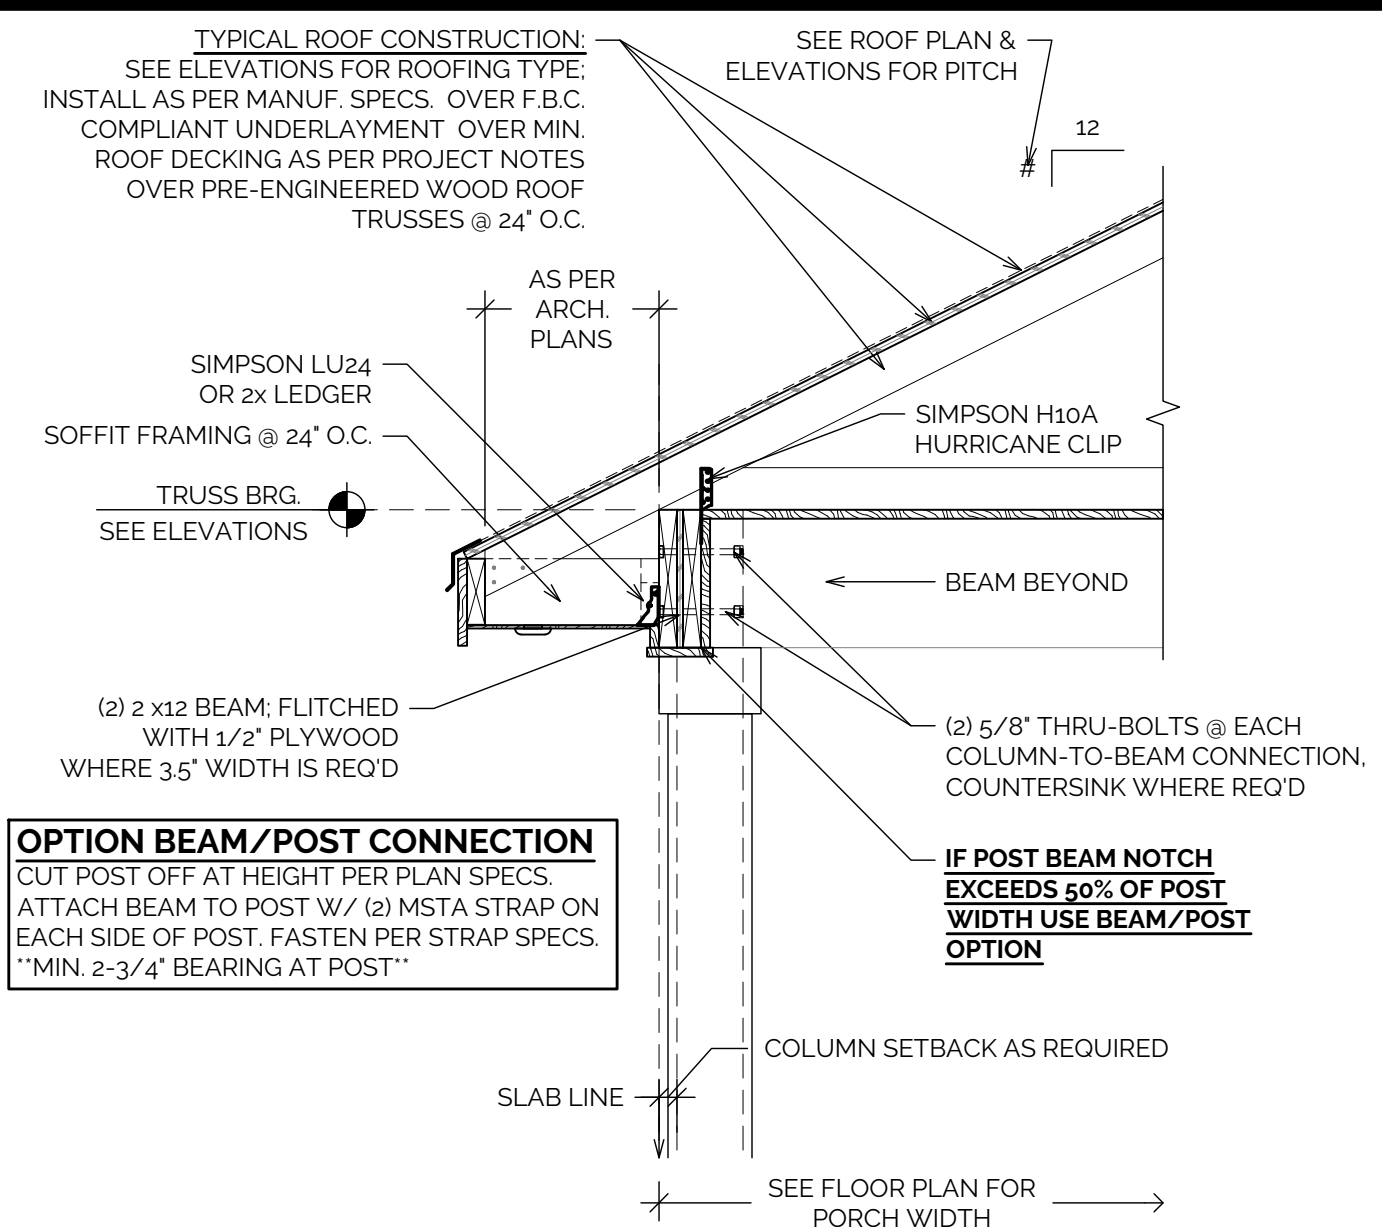 TYPICAL ROOF CONSTRUCTION:
SEE ELEVATIONS FOR ROOFING TYPE;
INSTALL AS PER MANUF. SPECS. OVER F.B.C.
COMPLIANT UNDERLAYMENT OVER MIN.
ROOF DECKING AS PER PROJECT NOTES
OVER PRE-ENGINEERED WOOD ROOF
TRUSSES @ 24" O.C.
SEE ROOF PLAN &
ELEVATIONS FOR PITCH
12
#
AS PER
ARCH.
PLANS
SIMPSON LU24
OR 2x LEDGER
SOFFIT FRAMING @ 24" O.C.
SIMPSON H10A
HURRICANE CLIP
TRUSS BRG.
SEE ELEVATIONS
BEAM BEYOND
(2) 2 x12 BEAM; FLITCHED
WITH 1/2" PLYWOOD
WHERE 3.5" WIDTH IS REQ'D
(2) 5/8" THRU-BOLTS @ EACH
COLUMN-TO-BEAM CONNECTION,
COUNTERSINK WHERE REQ'D
OPTION BEAM/POST CONNECTION
CUT POST OFF AT HEIGHT PER PLAN SPECS.
ATTACH BEAM TO POST W/ (2) MSTA STRAP ON
EACH SIDE OF POST. FASTEN PER STRAP SPECS.
**MIN. 2-3/4" BEARING AT POST**
IF POST BEAM NOTCH
EXCEEDS 50% OF POST
WIDTH USE BEAM/POST
OPTION
COLUMN SETBACK AS REQUIRED
SLAB LINE
SEE FLOOR PLAN FOR
PORCH WIDTH